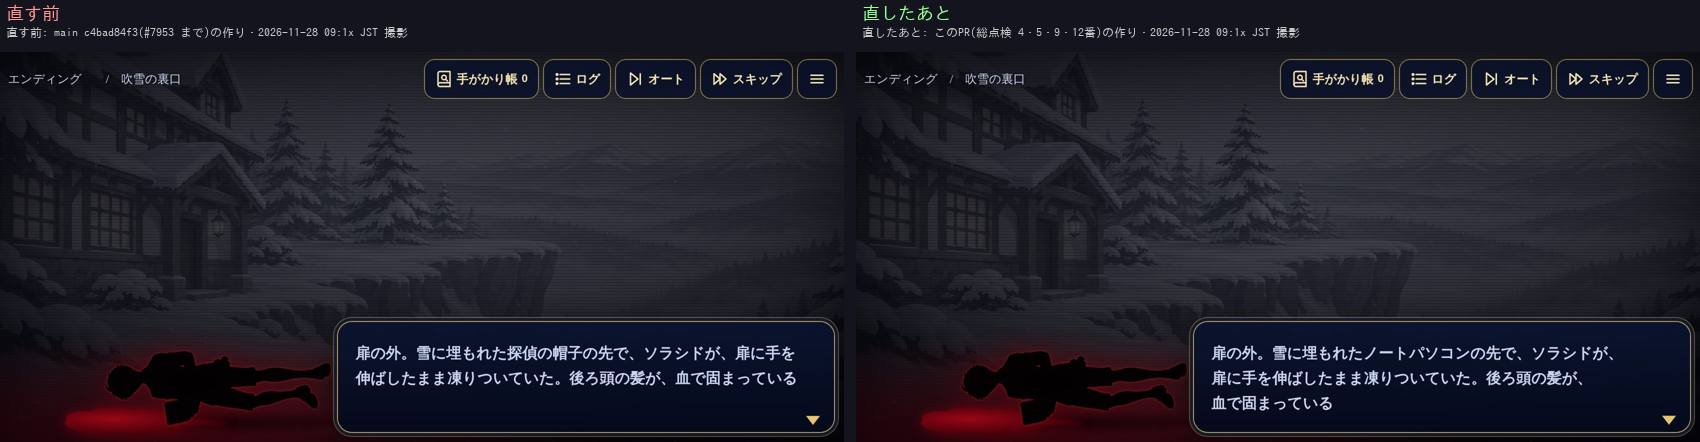 直す前
直す前: main c4bad84f3(#7953 まで)の作り・2026-11-28 09:1x JST 撮影
エンディング / 吹雪の裏口
手がかり帳 0
ログ
オート
スキップ
扉の外。雪に埋もれた探偵の帽子の先で、ソラシドが、扉に手を
伸ばしたまま凍りついていた。後ろ頭の髪が、血で固まっている
直したあと
直したあと: このPR(総点検 4・5・9・12番)の作り・2026-11-28 09:1x JST 撮影
エンディング / 吹雪の裏口
手がかり帳 0
ログ
オート
スキップ
扉の外。雪に埋もれたノートパソコンの先で、ソラシドが、
扉に手を伸ばしたまま凍りついていた。後ろ頭の髪が、
血で固まっている